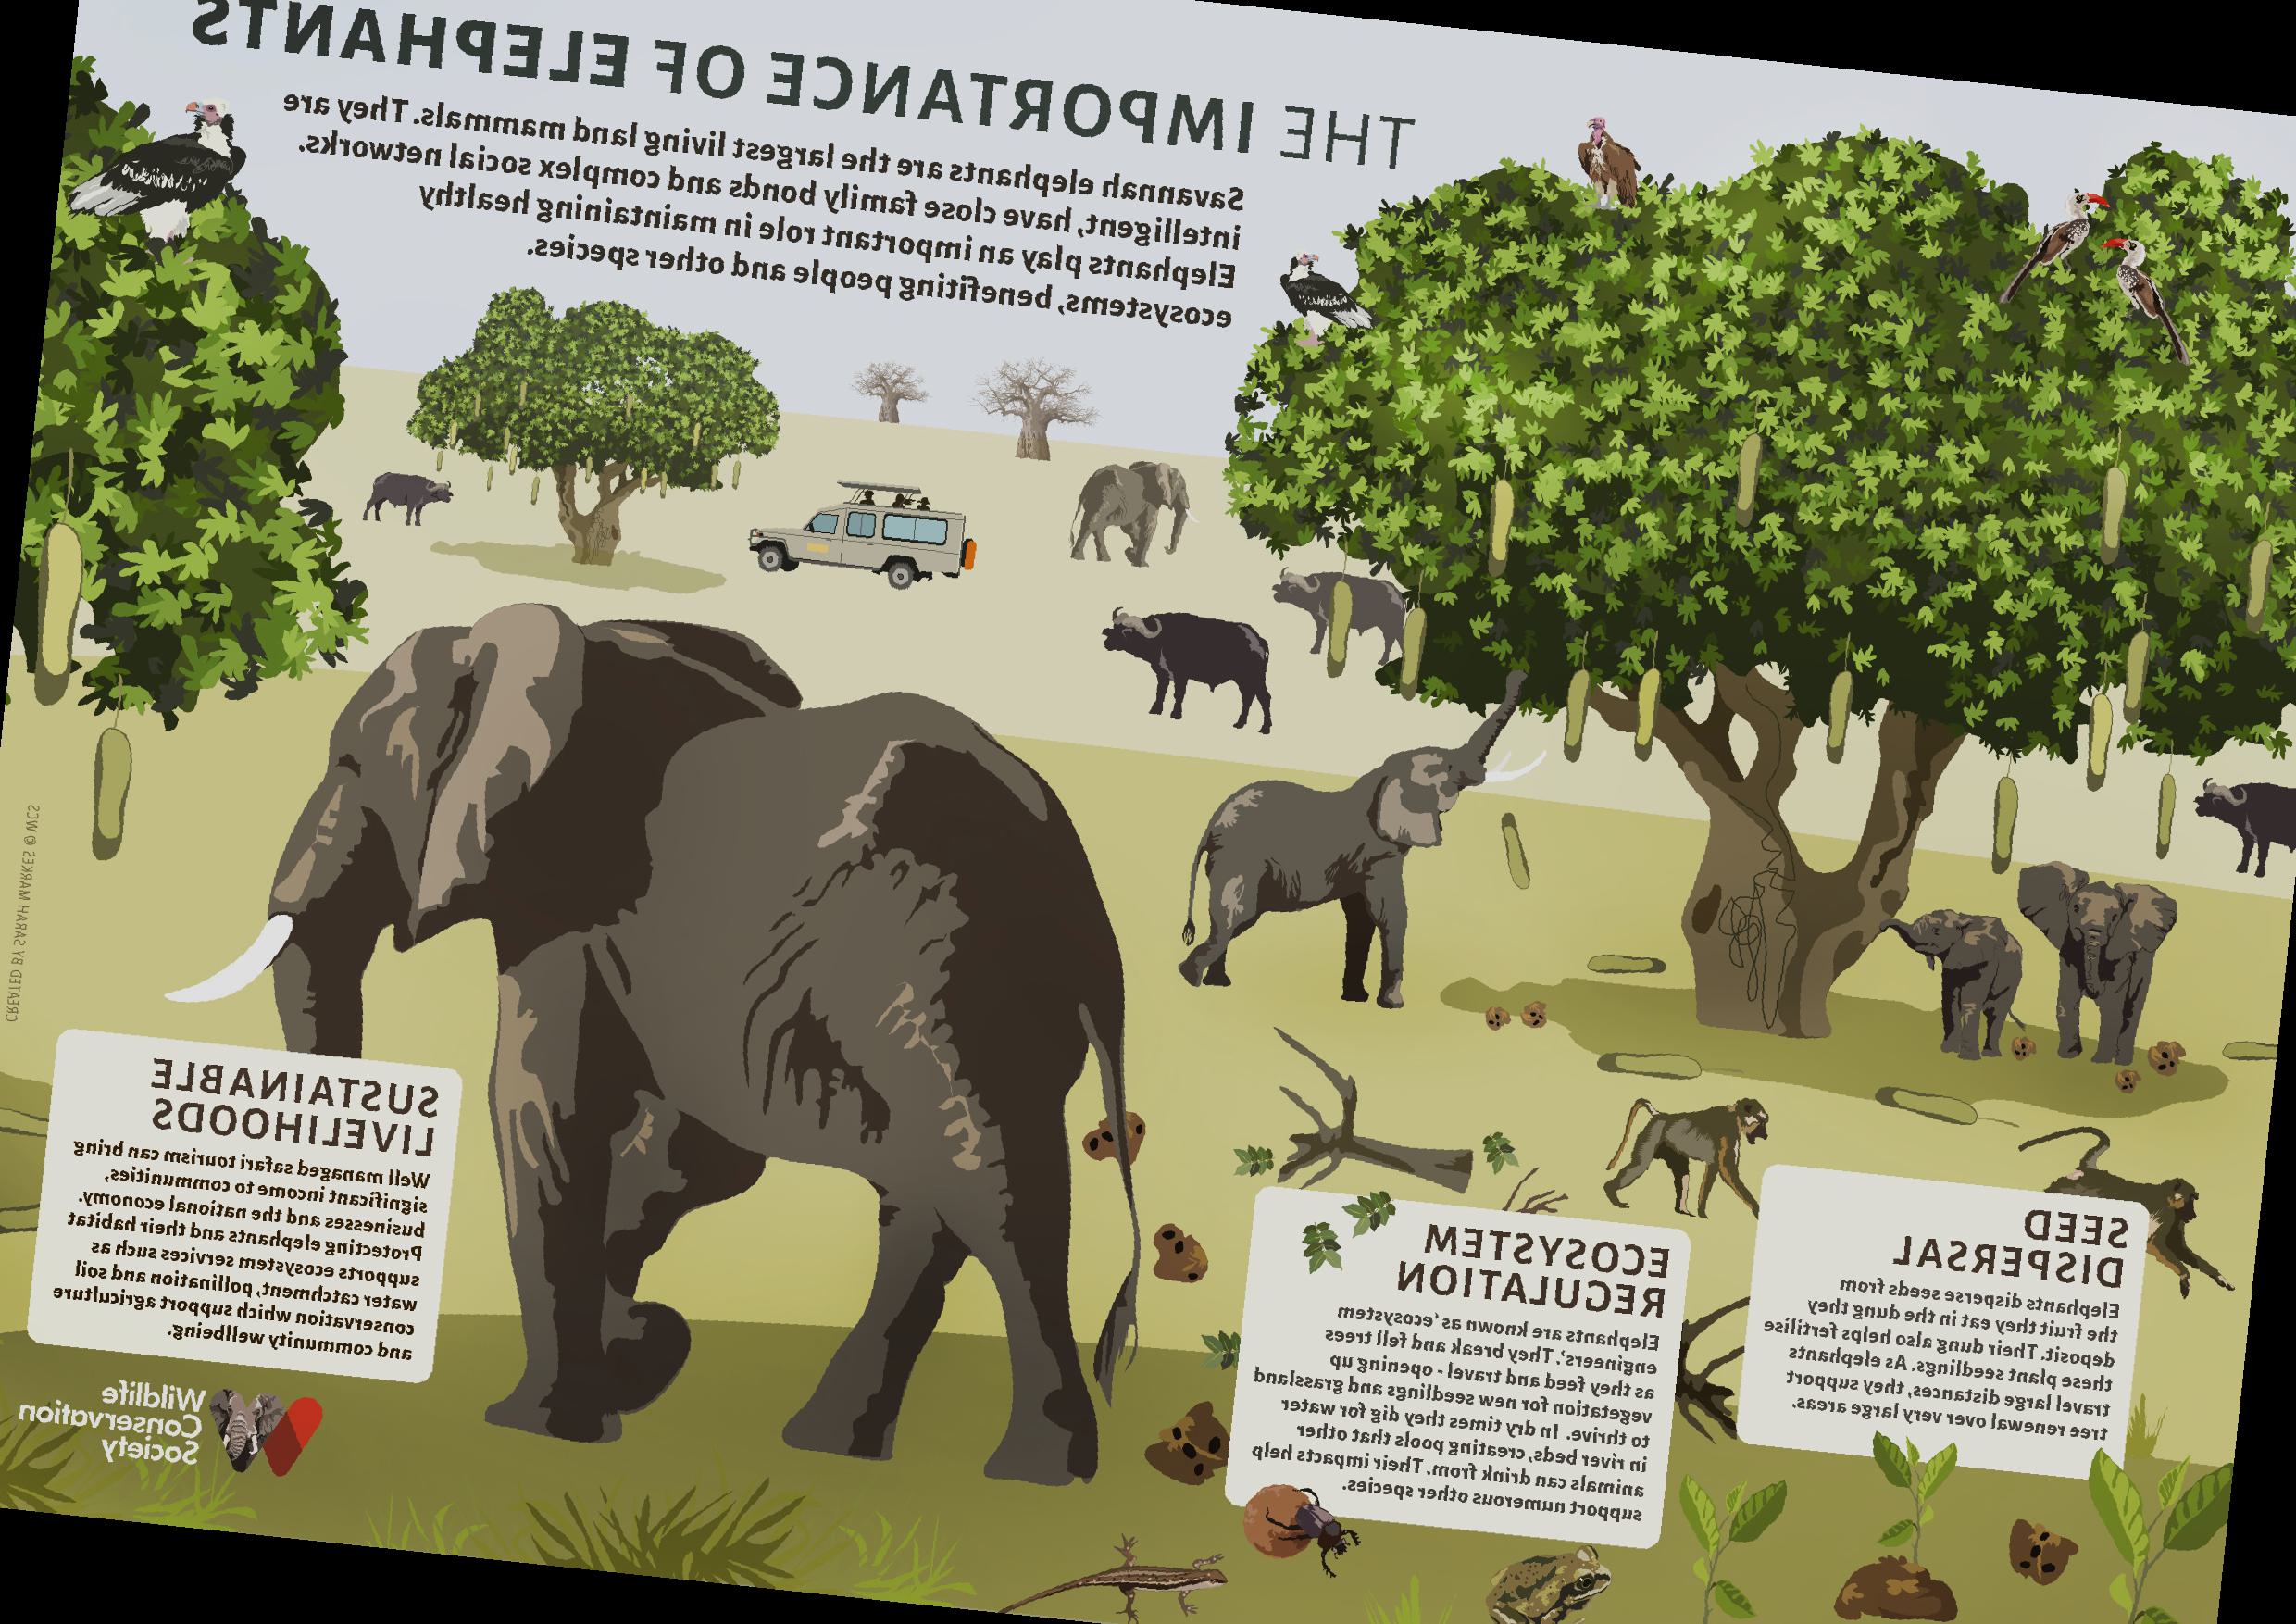 THE IMPORTANCE OF ELEPHANTS
Savannah elephants are the largest living land mammals. They are
intelligent, have close family bonds and complex social networks.
Elephants play an important role in maintaining healthy
ecosystems, benefiting people and other species.
SEED
DISPERSAL
Elephants disperse seeds from
the fruit they eat in the dung they
deposit. Their dung also helps fertilise
these plant seedlings. As elephants
travel large distances, they support
tree renewal over very large areas.
ECOSYSTEM
REGULATION
Elephants are known as ‘ecosystem
engineers’. They break and fell trees
as they feed and travel - opening up
vegetation for new seedlings and grassland
to thrive. In dry times they dig for water
in river beds, creating pools that other
animals can drink from. Their impacts help
support numerous other species.
SUSTAINABLE
LIVELIHOODS
Well managed safari tourism can bring
significant income to communities,
businesses and the national economy.
Protecting elephants and their habitat
supports ecosystem services such as
water catchment, pollination and soil
conservation which support agriculture
and community wellbeing.
Wildlife
Conservation
Society
CREATED BY SARAH MARKES @ WCS